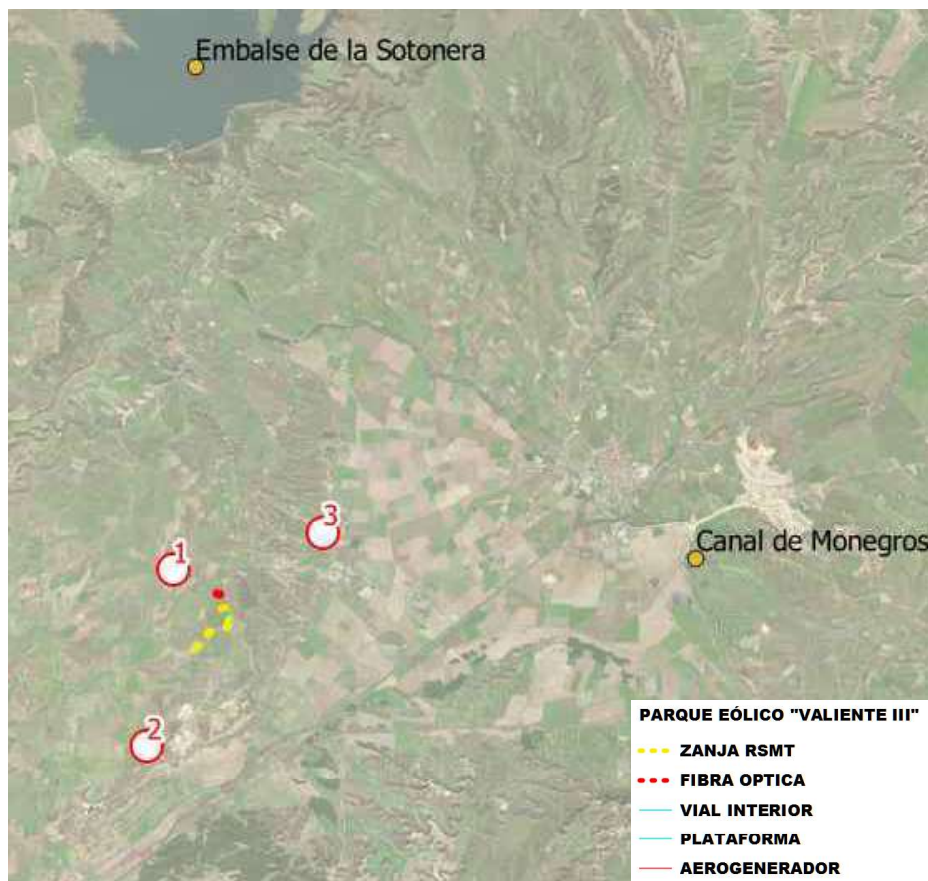 Embalse de la Sotonera
3
1
Canal de Monegros
2
PARQUE EÓLICO "VALIENTE III"
ZANJA RSMT
FIBRA OPTICA
VIAL INTERIOR
PLATAFORMA
AEROGENERADOR